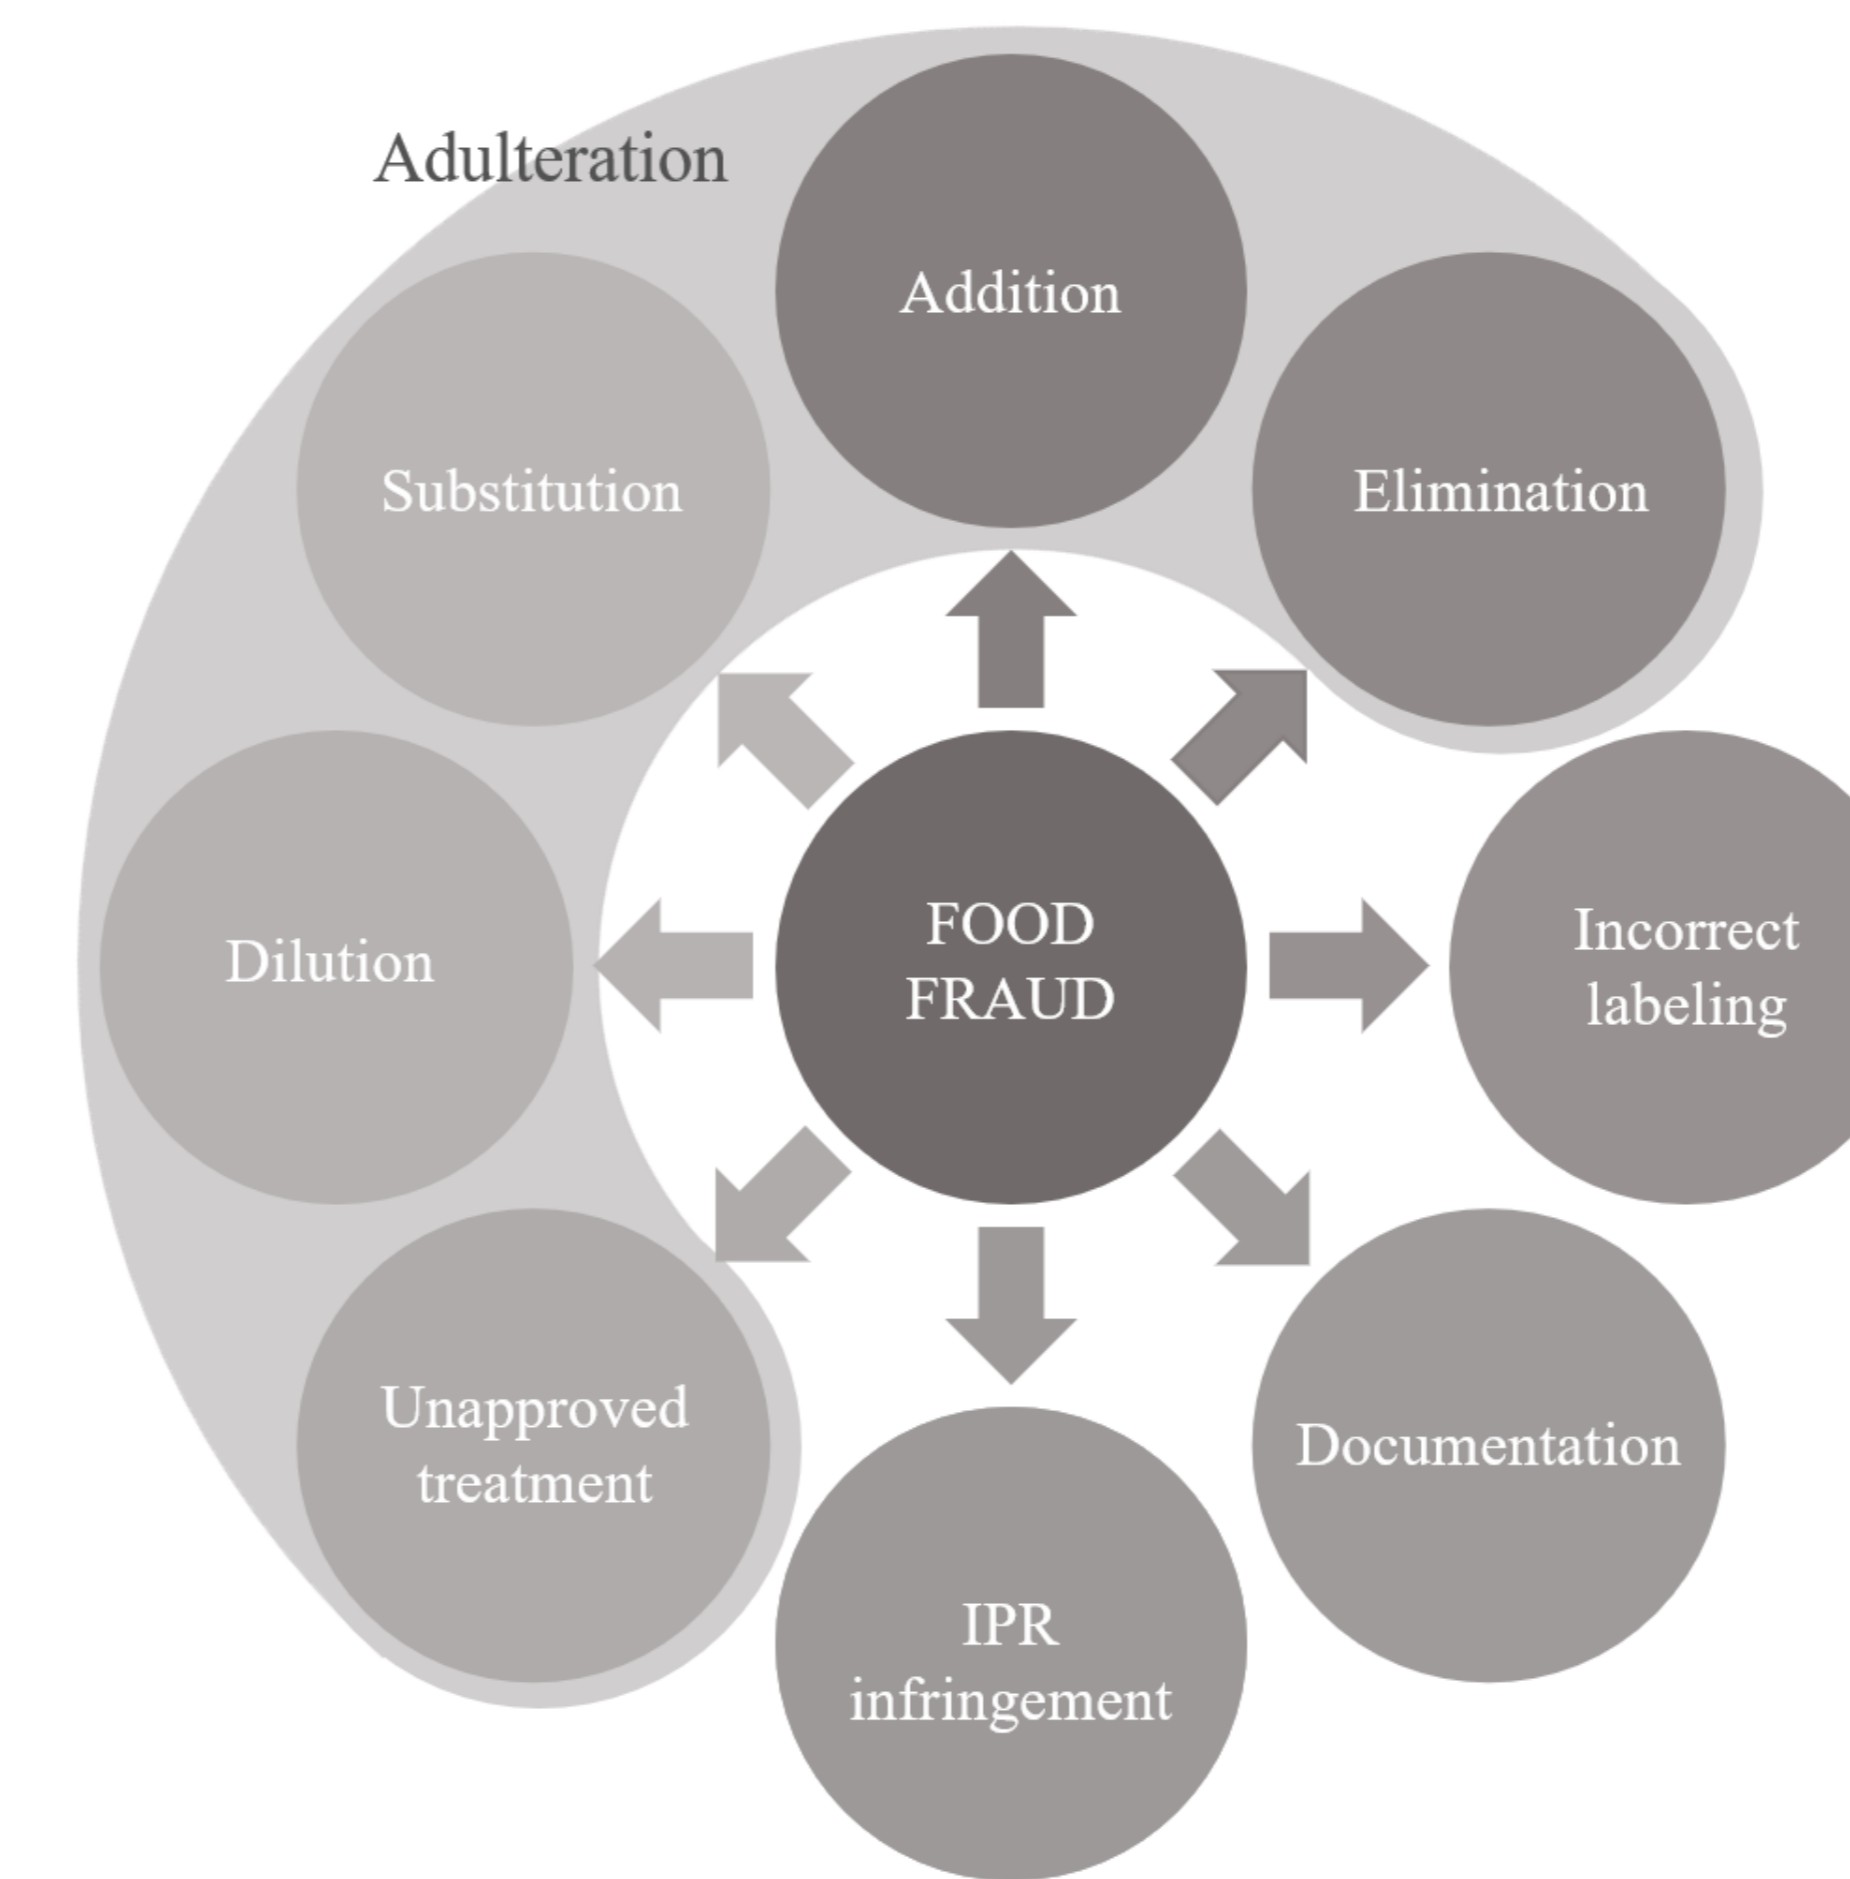 Adulteration
Addition
Substitution
Elimination
Dilution
FOOD
FRAUD
Incorrect
labeling
Unapproved
treatment
Documentation
IPR
infringement